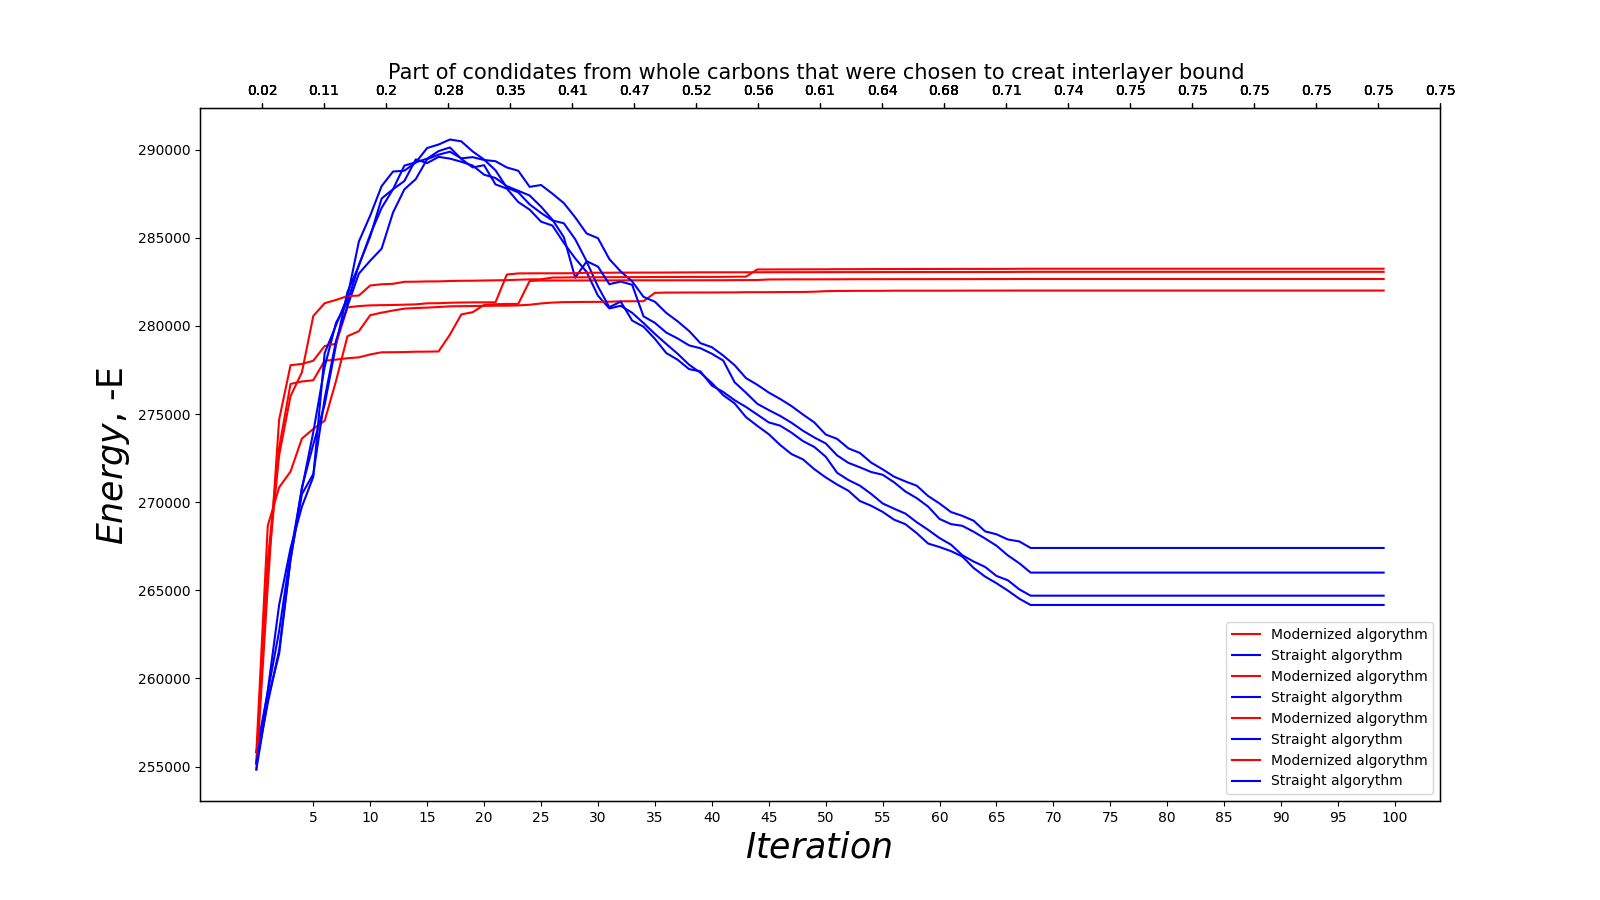 Part of condidates from whole carbons that were chosen to creat interlayer bound
0.02 0.11 0.2 0.28 0.35 0.41 0.47 0.52 0.56 0.61 0.64 0.68 0.71 0.74 0.75 0.75 0.75 0.75 0.75 0.75
290000
285000
280000
275000
270000
265000
260000
255000
Energy, -E
Modernized algorythm
Straight algorythm
Modernized algorythm
Straight algorythm
Modernized algorythm
Straight algorythm
Modernized algorythm
Straight algorythm
5 10 15 20 25 30 35 40 45 50 55 60 65 70 75 80 85 90 95 100
Iteration